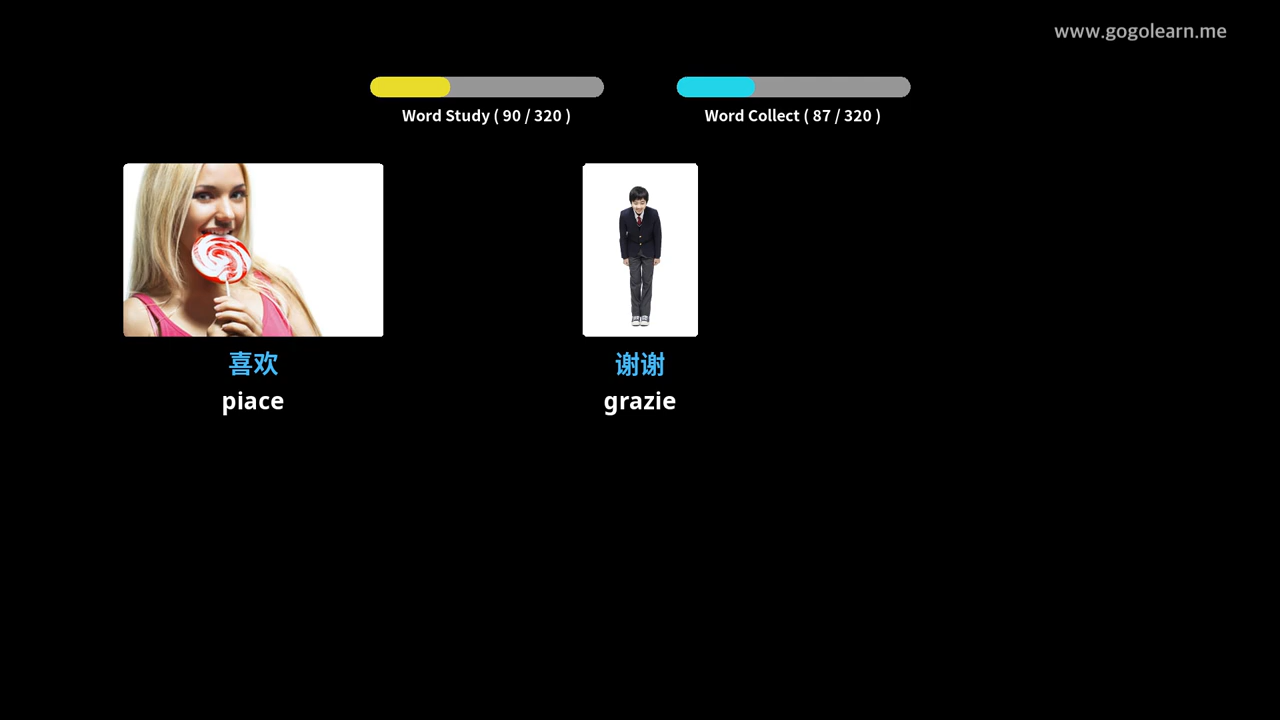 www.gogolearn.me
Word Study ( 90 / 320 )
Word Collect ( 87 / 320 )
喜欢
谢谢
piace
grazie